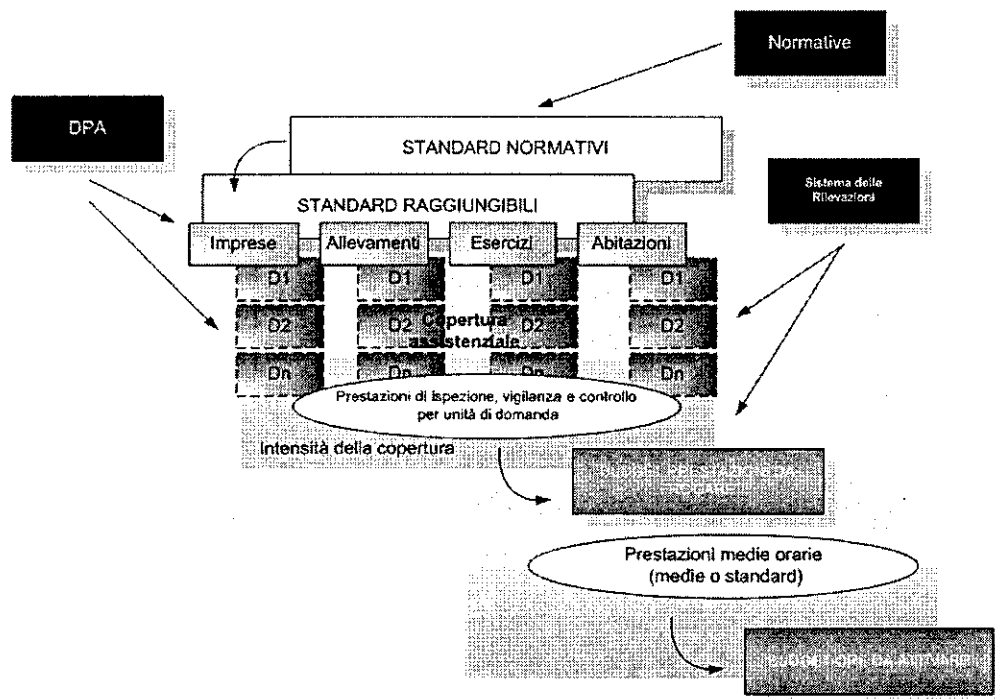 Normative
DPA
STANDARD NORMATIVI
Sistema delle
Rilevazioni
STANDARD RAGGIUNGIBILI
Imprese Allevamenti Esercizi Abitazioni
D1 D1 D1 D1
D2 D2 D2 D2
Copertura
assistenziale
Dn Dn Dn Dn
Prestazioni di ispezione, vigilanza e controllo
per unità di domanda
Intensità della copertura
Prestazioni medie orarie
(medie o standard)